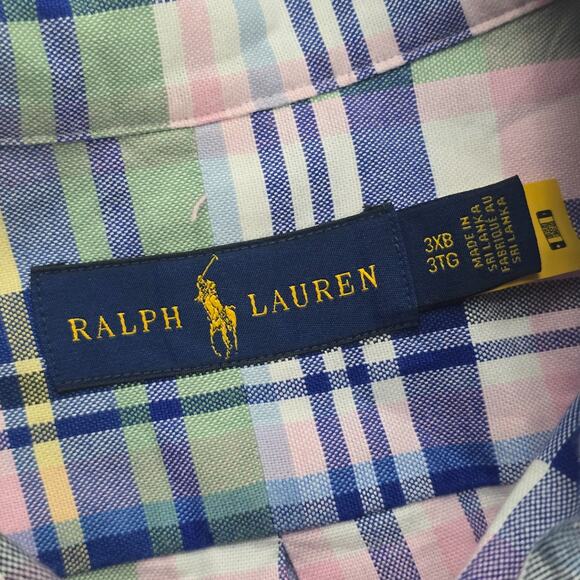 RALPH LAUREN
3XB
3TG
MADE IN
SRI LANKA
FABRIQUÉ AU
SRI LANKA